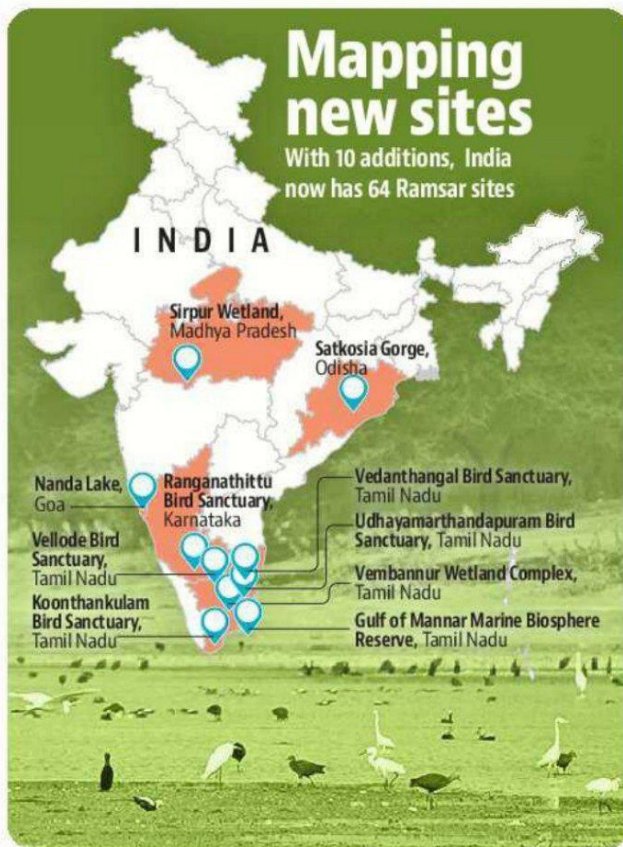 Mapping
new sites
With 10 additions, India
now has 64 Ramsar sites
INDIA
Sirpur Wetland,
Madhya Pradesh
Satkosia Gorge,
Odisha
Nanda Lake,
Goa
Ranganathittu
Bird Sanctuary,
Karnataka
Vellode Bird
Sanctuary,
Tamil Nadu
Koonthankulam
Bird Sanctuary,
Tamil Nadu
Vedanthangal Bird Sanctuary,
Tamil Nadu
Udhayamarthandapuram Bird
Sanctuary, Tamil Nadu
Vembannur Wetland Complex,
Tamil Nadu
Gulf of Mannar Marine Biosphere
Reserve, Tamil Nadu